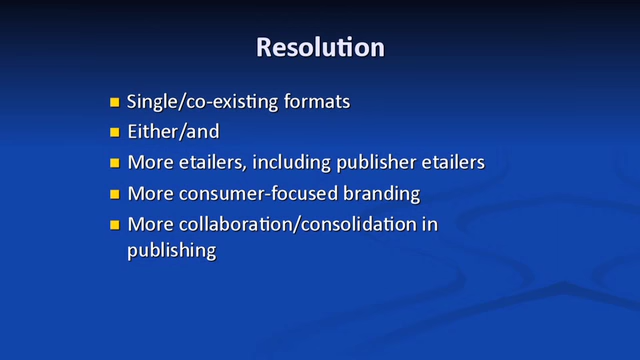 Resolution
Single/co-existing formats
Either/and
More etailers, including publisher etailers
More consumer-focused branding
More collaboration/consolidation in
publishing